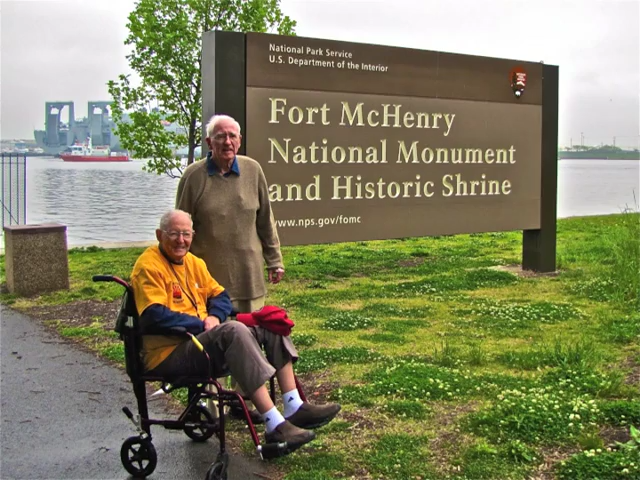 National Park Service
U.S. Department of the Interior
Fort McHenry
National Monument
and Historic Shrine
www.nps.gov/fomc